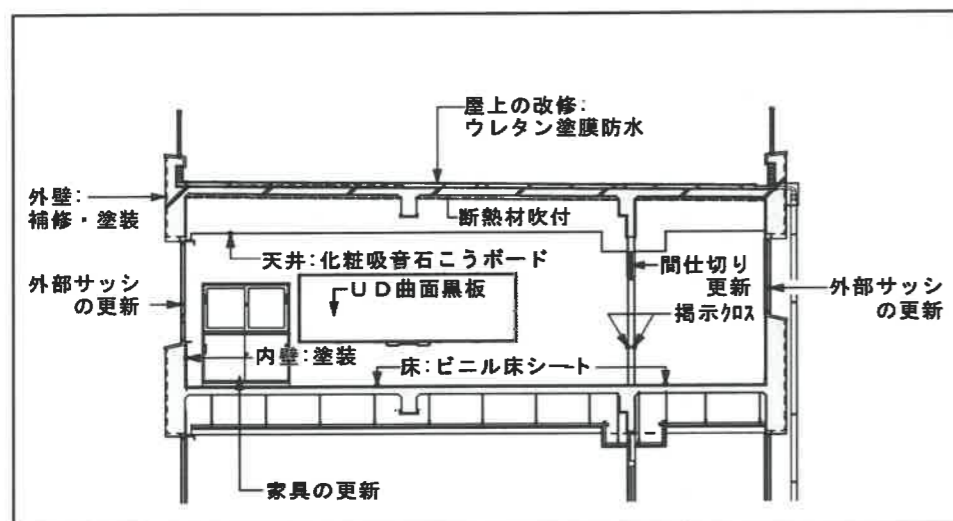 屋上の改修:
ウレタン塗膜防水
外壁:
補修・塗装
断熱材吹付
天井:化粧吸音石こうボード
間仕切り
更新
外部サッシ
の更新
UD曲面黒板
外部サッシ
の更新
掲示クロス
内壁:塗装
床:ビニル床シート
家具の更新